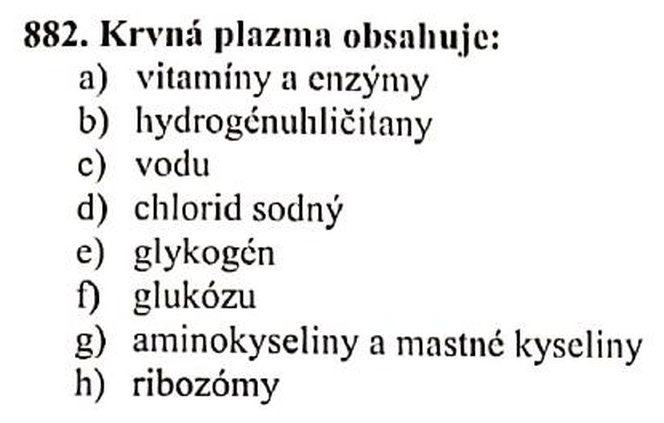 882. Krvná plazma obsahuje:
a) vitamíny a enzýmy
b) hydrogénuhličitany
c) vodu
d) chlorid sodný
e) glykogén
f) glukózu
g) aminokyseliny a mastné kyseliny
h) ribozómy